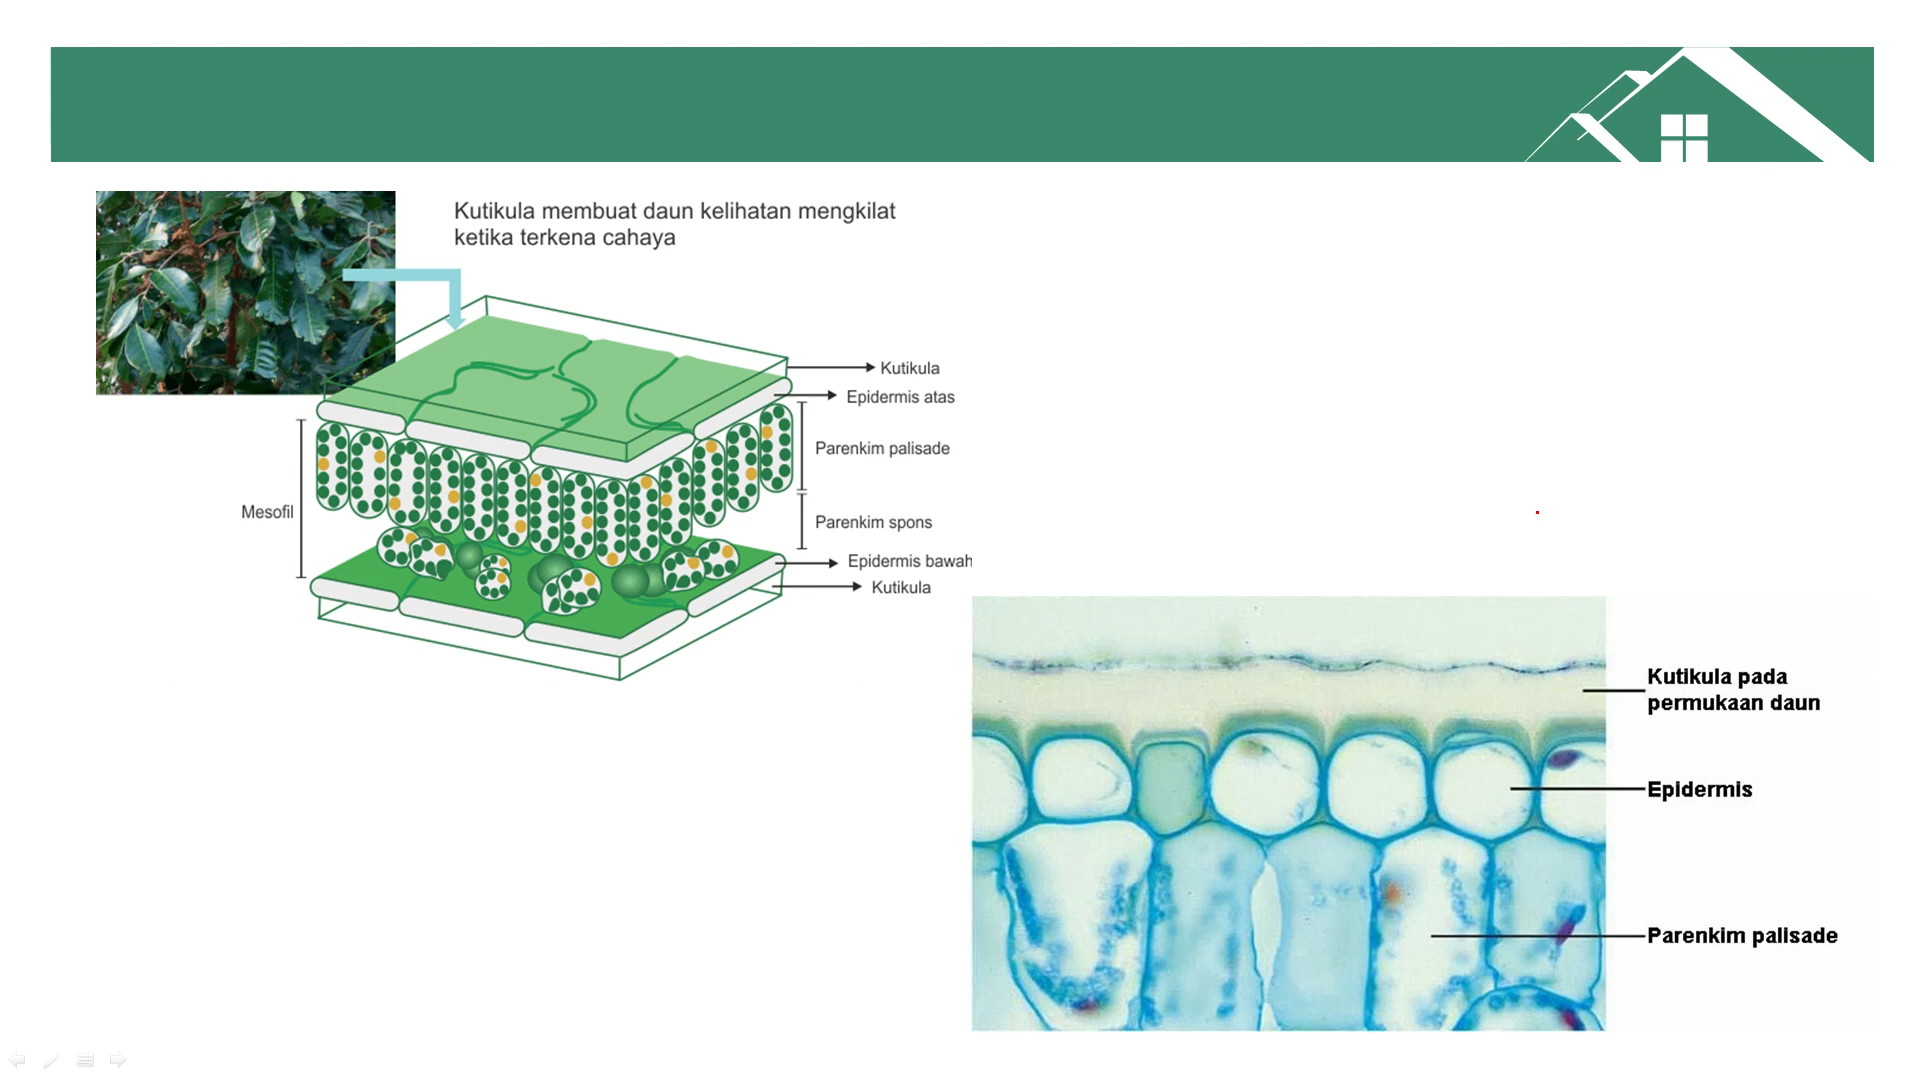 Kutikula membuat daun kelihatan mengkilat
ketika terkena cahaya
Kutikula
Epidermis atas
Parenkim palisade
Mesofil
Parenkim spons
Epidermis bawah
Kutikula
Kutikula pada
permukaan daun
Epidermis
Parenkim palisade